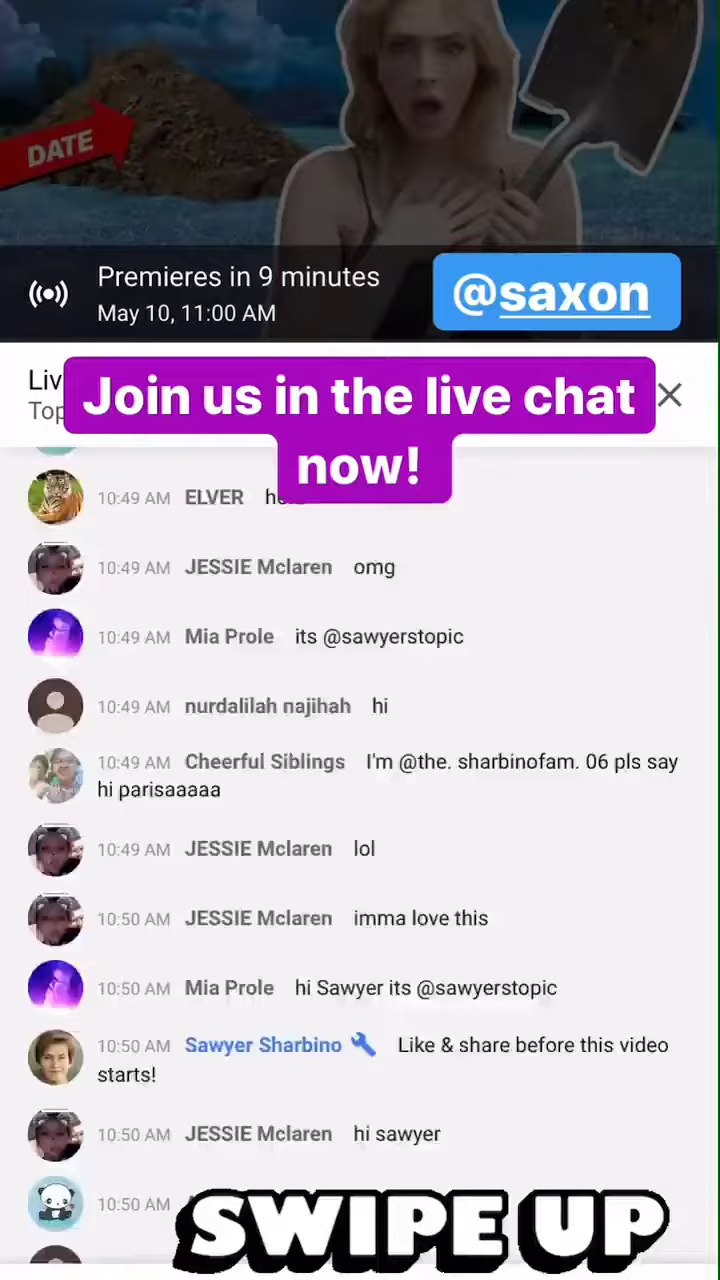 DATE
Premieres in 9 minutes
May 10, 11:00 AM
@saxon
Liv
Top
Join us in the live chat
now!
10:49 AM ELVER
10:49 AM JESSIE Mclaren omg
10:49 AM Mia Prole its @sawyerstopic
10:49 AM nurdalilah najihah hi
10:49 AM Cheerful Siblings I'm @the. sharbinofam. 06 pls say
hi parisaaaaa
10:49 AM JESSIE Mclaren lol
10:50 AM JESSIE Mclaren imma love this
10:50 AM Mia Prole hi Sawyer its @sawyerstopic
10:50 AM Sawyer Sharbino Like & share before this video
starts!
10:50 AM JESSIE Mclaren hi sawyer
10:50 AM
SWIPE UP